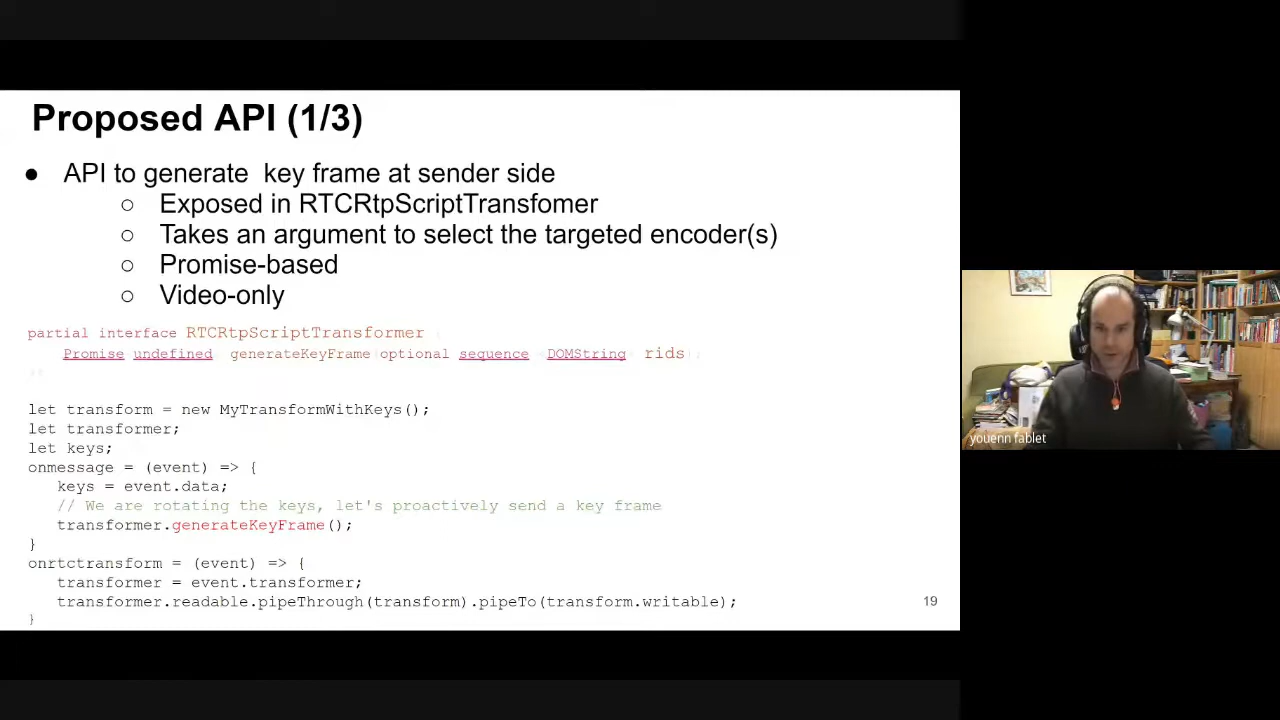 Proposed API (1/3)
● API to generate key frame at sender side
○ Exposed in RTCRtpScriptTransfomer
○ Takes an argument to select the targeted encoder(s)
○ Promise-based
○ Video-only
partial interface RTCRtpScriptTransformer {
Promise undefined generateKeyFrame optional sequence DOMString rids);
let transform = new MyTransformWithKeys();
let transformer;
let keys;
onmessage = (event) => {
keys = event.data;
// We are rotating the keys, let's proactively send a key frame
transformer.generateKeyFrame();
}
onrtctransform = (event) => {
transformer = event.transformer;
transformer.readable.pipeThrough(transform).pipeTo(transform.writable);
}
19
youenn fablet